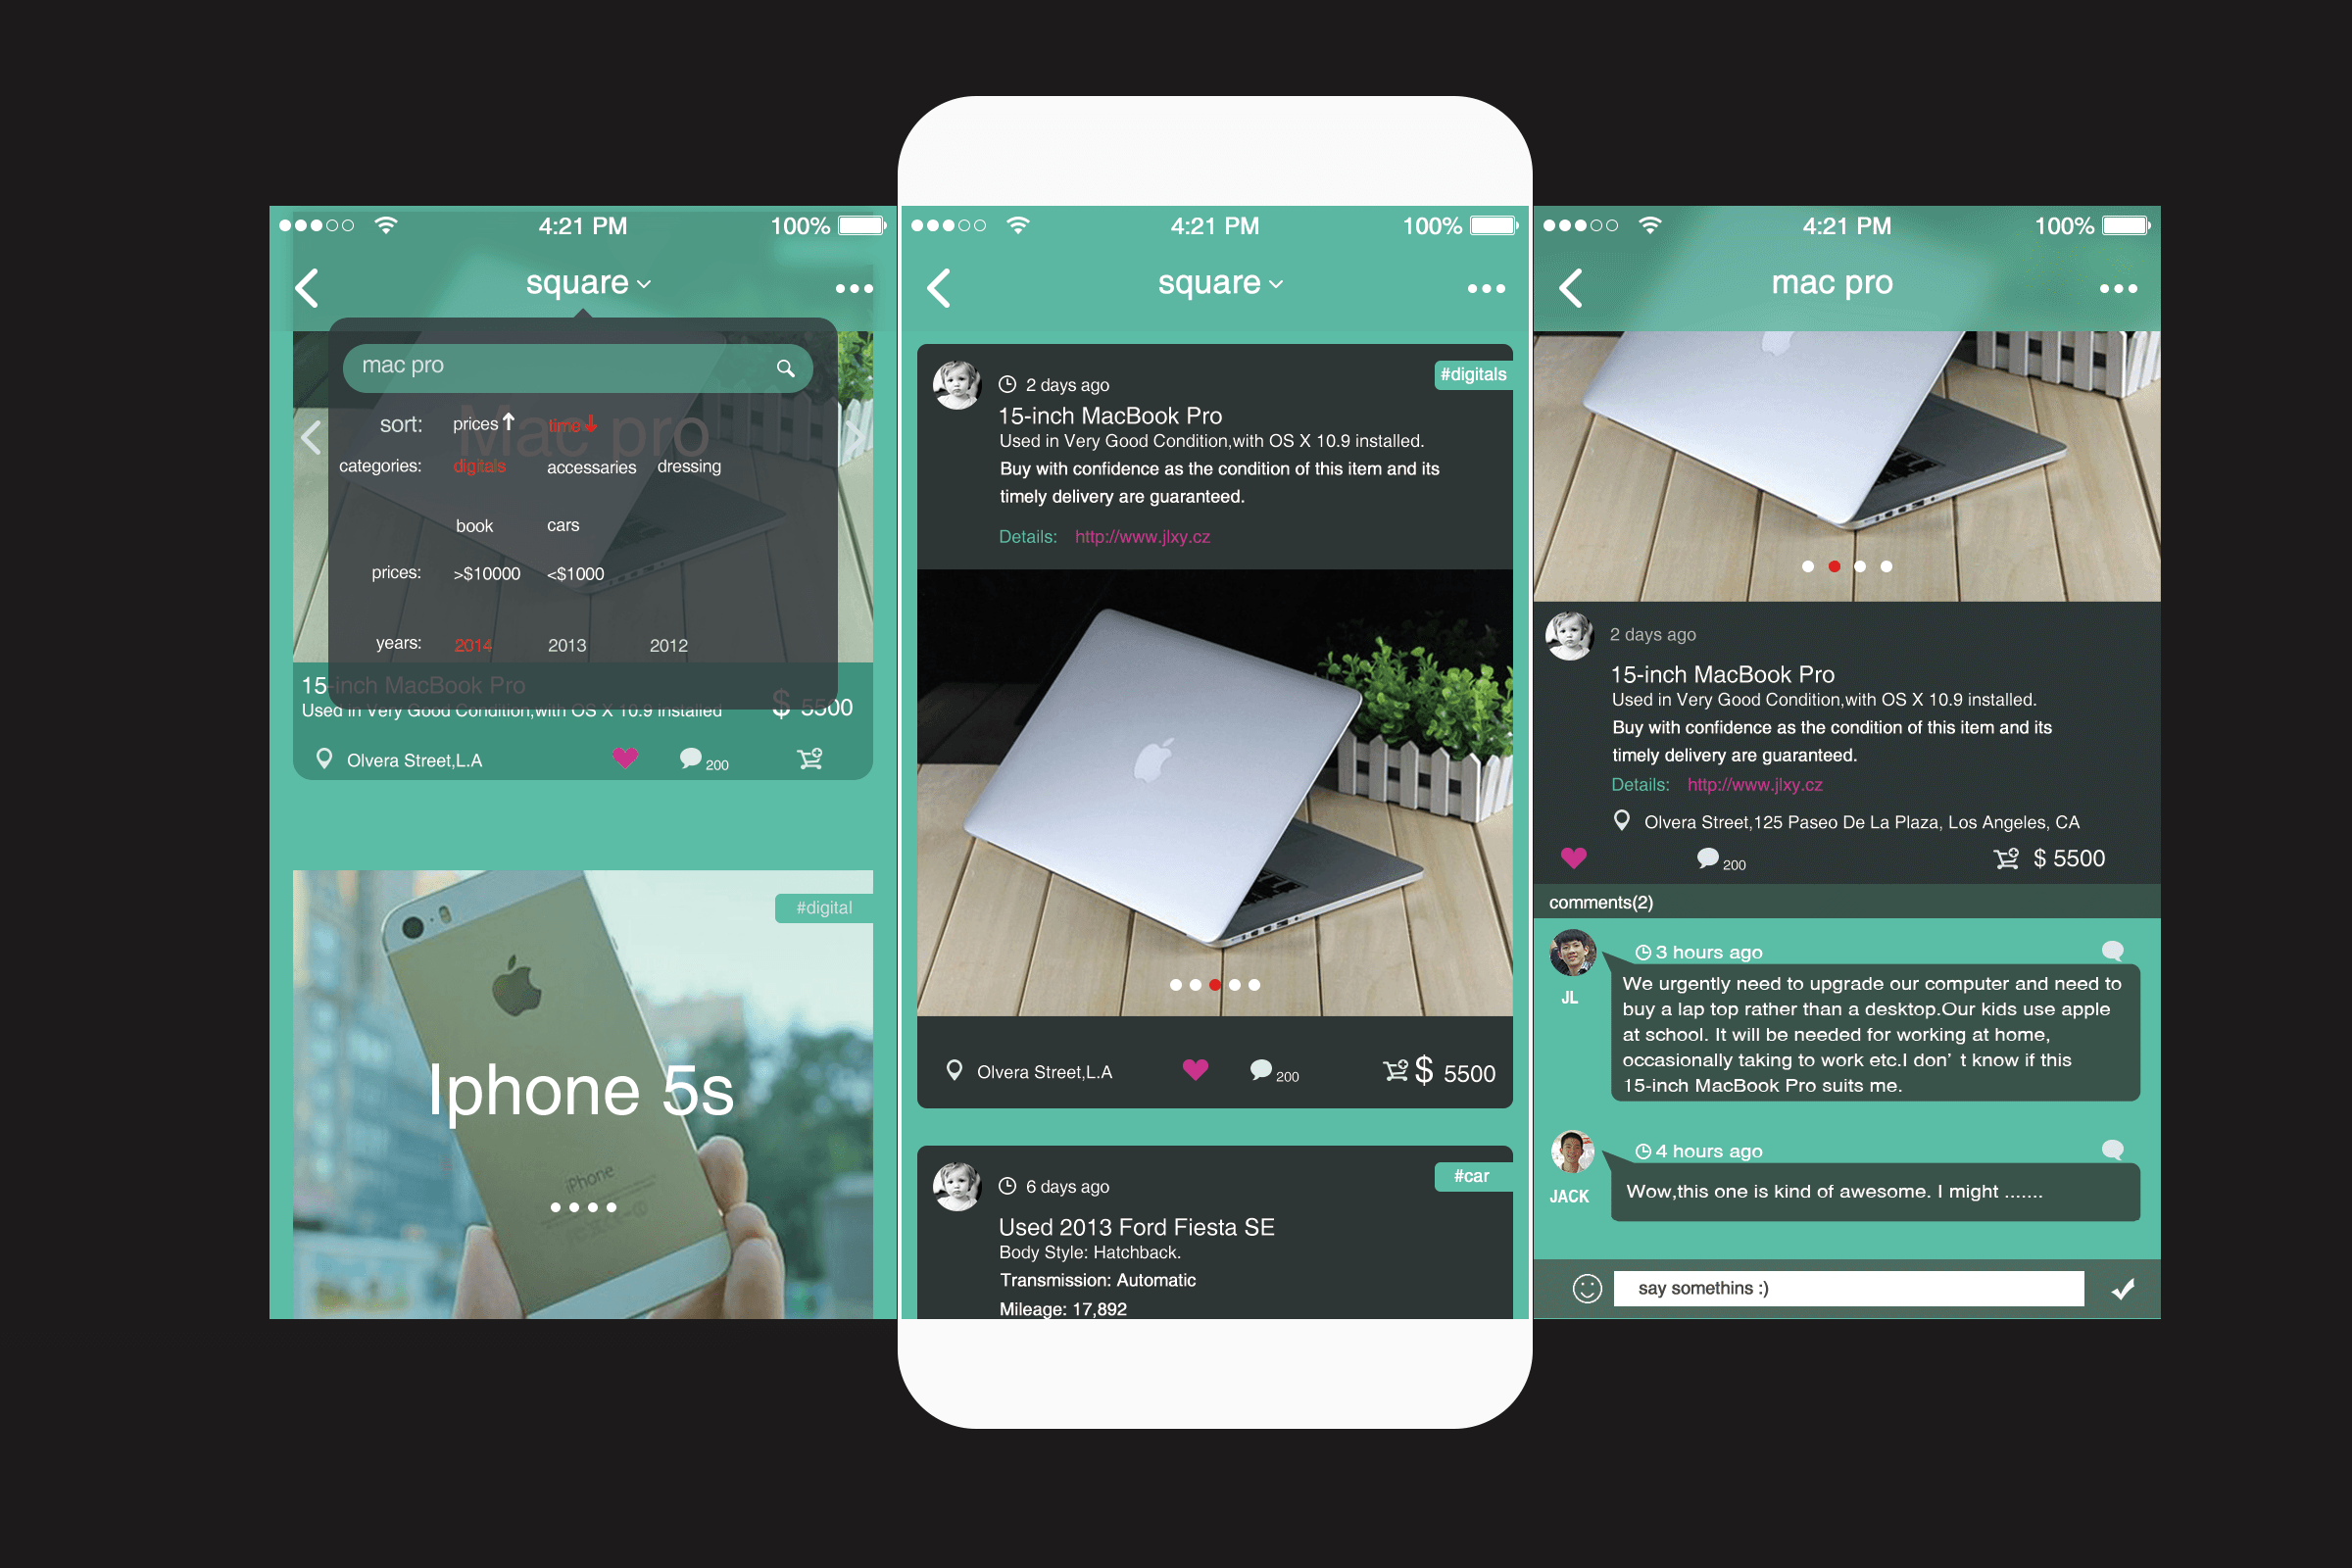 4:21 PM
100%
square
mac pro
Mac pro
sort:
prices
time
categories:
digitals
accessaries
dressing
book
cars
prices:
>$10000
<$1000
years:
2014
2013
2012
15-inch MacBook Pro
Used in Very Good Condition,with OS X 10.9 installed
$ 5500
Olvera Street,L.A
200
#digital
Iphone 5s
iPhone
4:21 PM
100%
square
#digitals
2 days ago
15-inch MacBook Pro
Used in Very Good Condition,with OS X 10.9 installed.
Buy with confidence as the condition of this item and its
timely delivery are guaranteed.
Details: http://www.jlxy.cz
Olvera Street,L.A
200
$ 5500
#car
6 days ago
Used 2013 Ford Fiesta SE
Body Style: Hatchback.
Transmission: Automatic
Mileage: 17,892
4:21 PM
100%
mac pro
2 days ago
15-inch MacBook Pro
Used in Very Good Condition,with OS X 10.9 installed.
Buy with confidence as the condition of this item and its
timely delivery are guaranteed.
Details: http://www.jlxy.cz
Olvera Street,125 Paseo De La Plaza, Los Angeles, CA
200
$ 5500
comments(2)
3 hours ago
JL
We urgently need to upgrade our computer and need to
buy a lap top rather than a desktop.Our kids use apple
at school. It will be needed for working at home,
occasionally taking to work etc.I don’ t know if this
15-inch MacBook Pro suits me.
4 hours ago
JACK
Wow,this one is kind of awesome. I might .......
say somethins :)